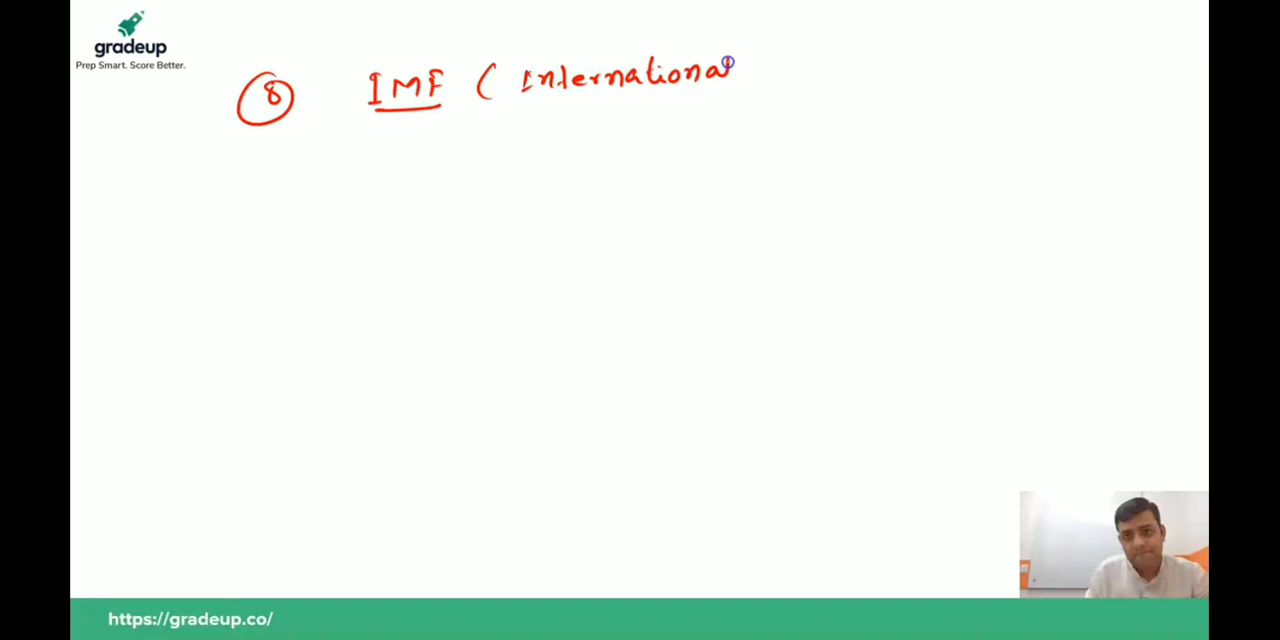 gradeup
Prep Smart. Score Better.
8 IMF ( International
https://gradeup.co/